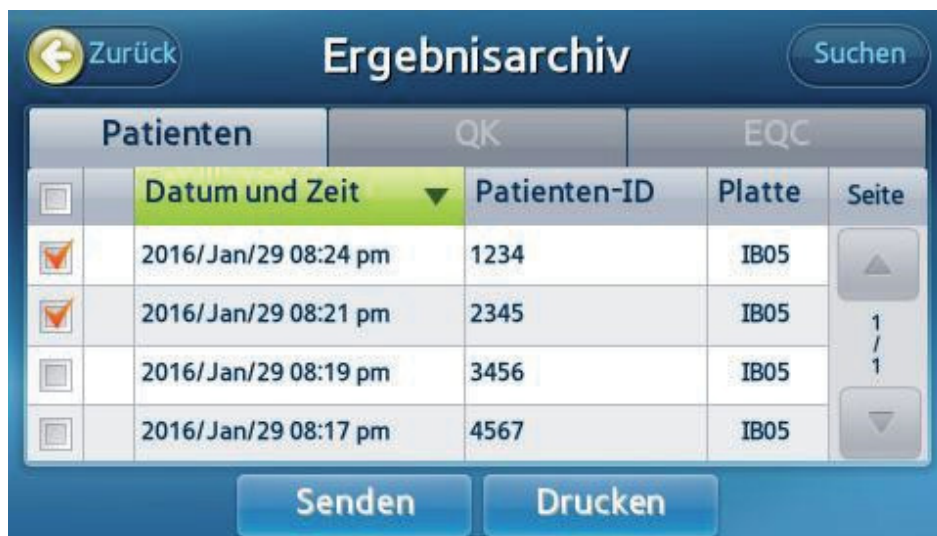 Zurück Ergebnisarchiv Suchen
Patienten QK EQC
Datum und Zeit Patienten-ID Platte Seite
2016/Jan/29 08:24 pm 1234 IB05
2016/Jan/29 08:21 pm 2345 IB05
2016/Jan/29 08:19 pm 3456 IB05
2016/Jan/29 08:17 pm 4567 IB05
1
/
1
Senden Drucken